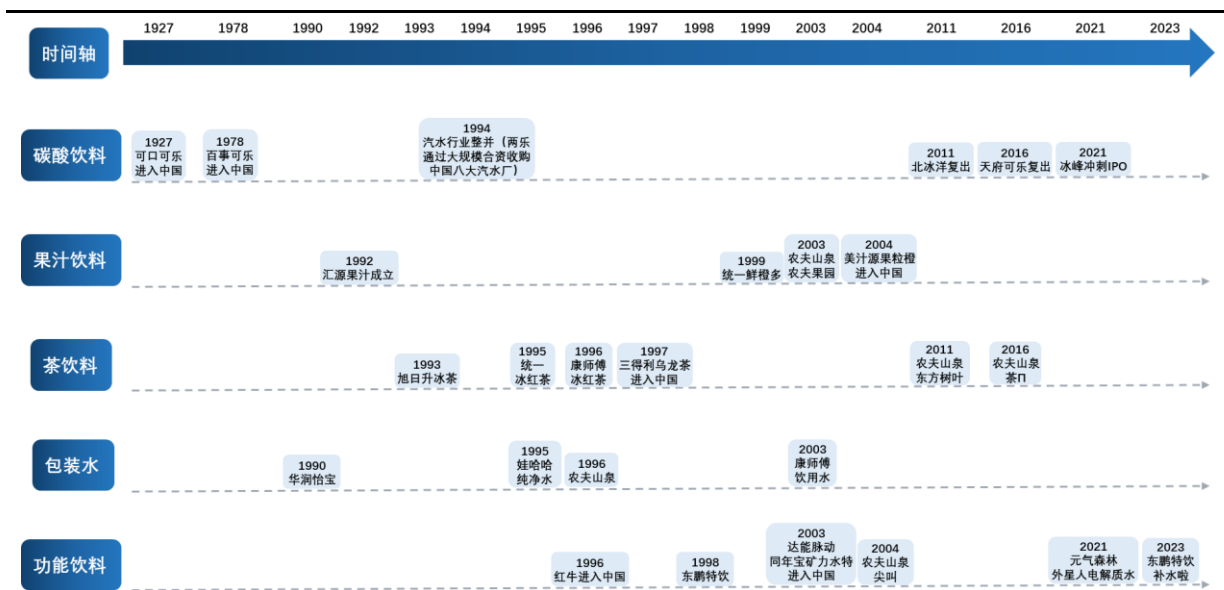 1927 1978 1990 1992 1993 1994 1995 1996 1997 1998 1999 2003 2004 2011 2016 2021 2023
时间轴
碳酸饮料
1927
可口可乐
进入中国
1978
百事可乐
进入中国
1994
汽水行业整并（两乐
通过大规模合资收购
中国八大汽水厂）
2011
北冰洋复出
2016
天府可乐复出
2021
冰峰冲刺IPO
果汁饮料
1992
汇源果汁成立
1999
统一鲜橙多
2003
农夫山泉
农夫果园
2004
美汁源果粒橙
进入中国
茶饮料
1993
旭日升冰茶
1995
统一
冰红茶
1996
康师傅
冰红茶
1997
三得利乌龙茶
进入中国
2011
农夫山泉
东方树叶
2016
农夫山泉
茶Π
包装水
1990
华润怡宝
1995
娃哈哈
纯净水
1996
农夫山泉
2003
康师傅
饮用水
功能饮料
1996
红牛进入中国
1998
东鹏特饮
2003
达能脉动
同年宝矿力水特
进入中国
2004
农夫山泉
尖叫
2021
元气森林
外星人电解质水
2023
东鹏特饮
补水啦